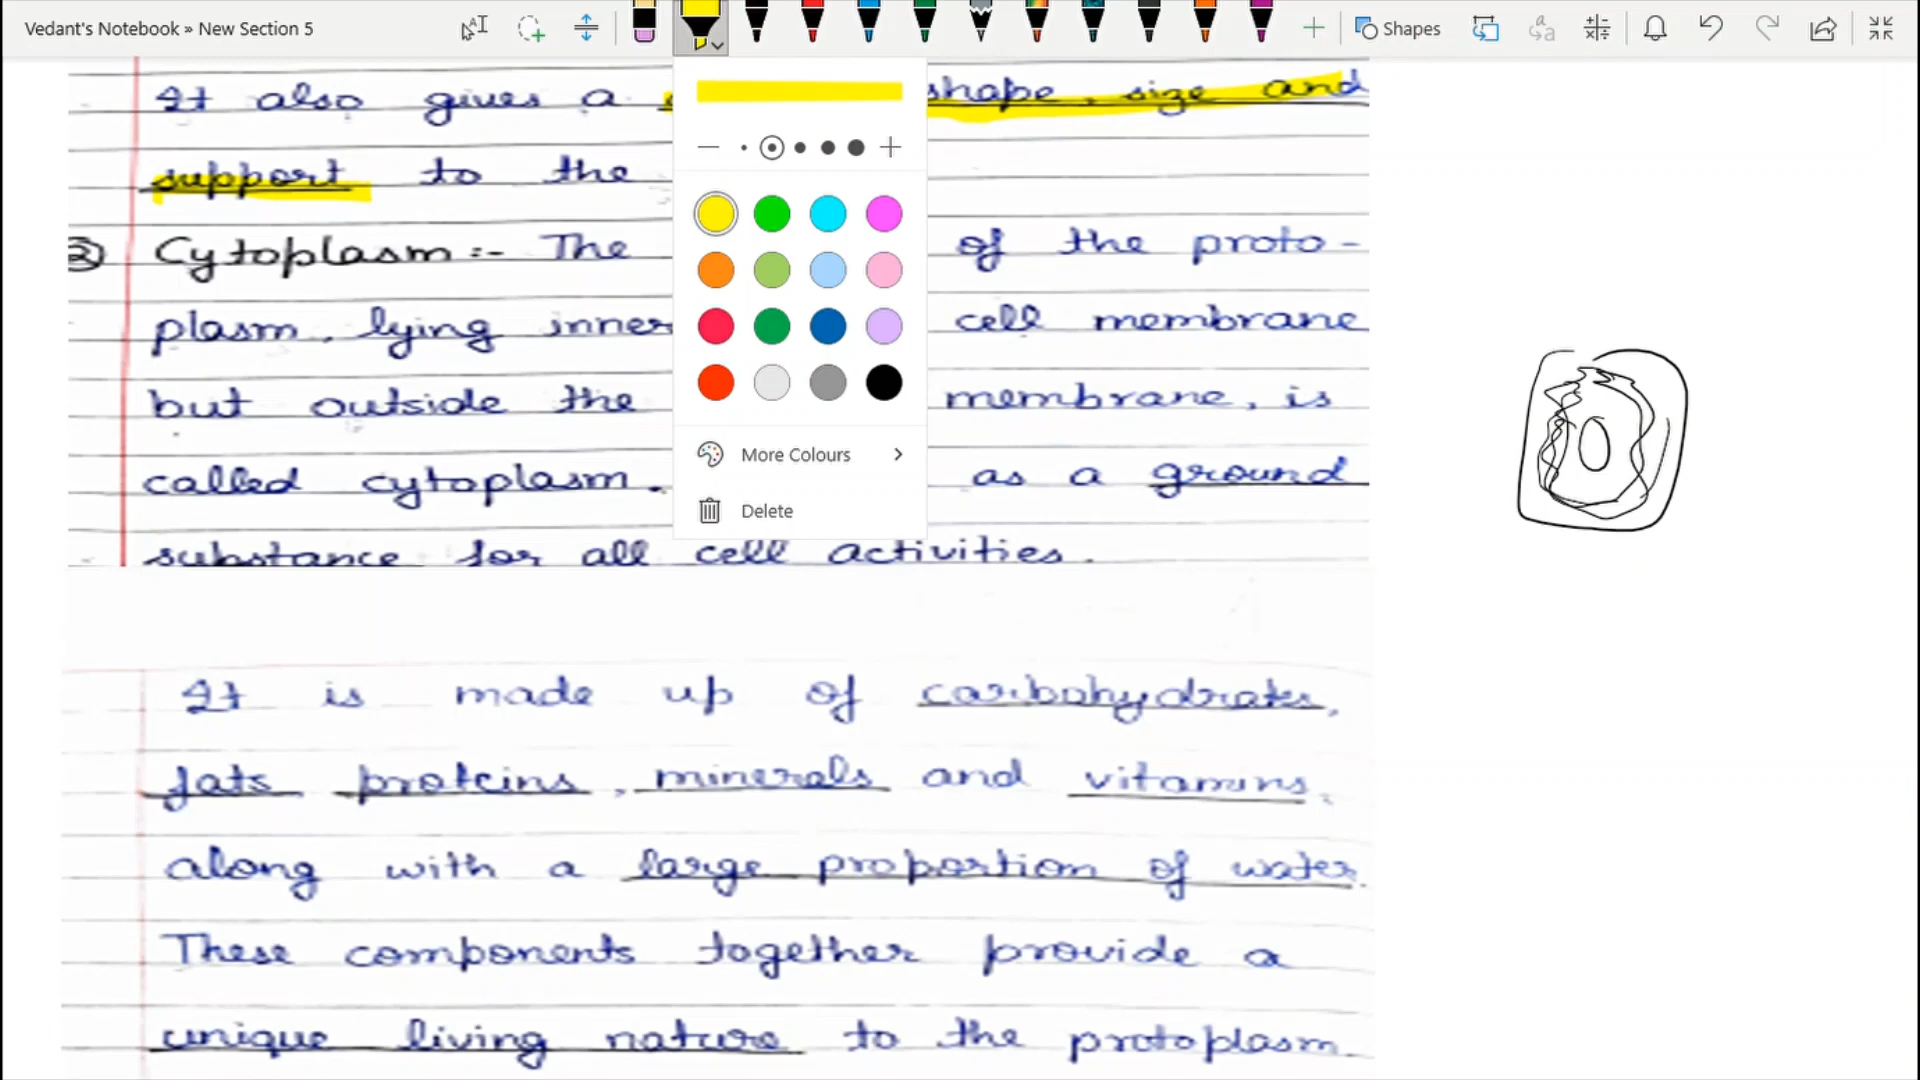 Vedant's Notebook » New Section 5
Shapes
It also gives a shape, size and
support to the
Cytoplasm:- The of the proto-
plasm, lying inner cell membrane
but outside the membrane, is
called cytoplasm. as a ground
substance for all cell activities.
More Colours
Delete
It is made up of carbohydrates,
fats proteins, minerals and vitamins,
along with a large proportion of water.
These components together provide a
unique living nature to the protoplasm.